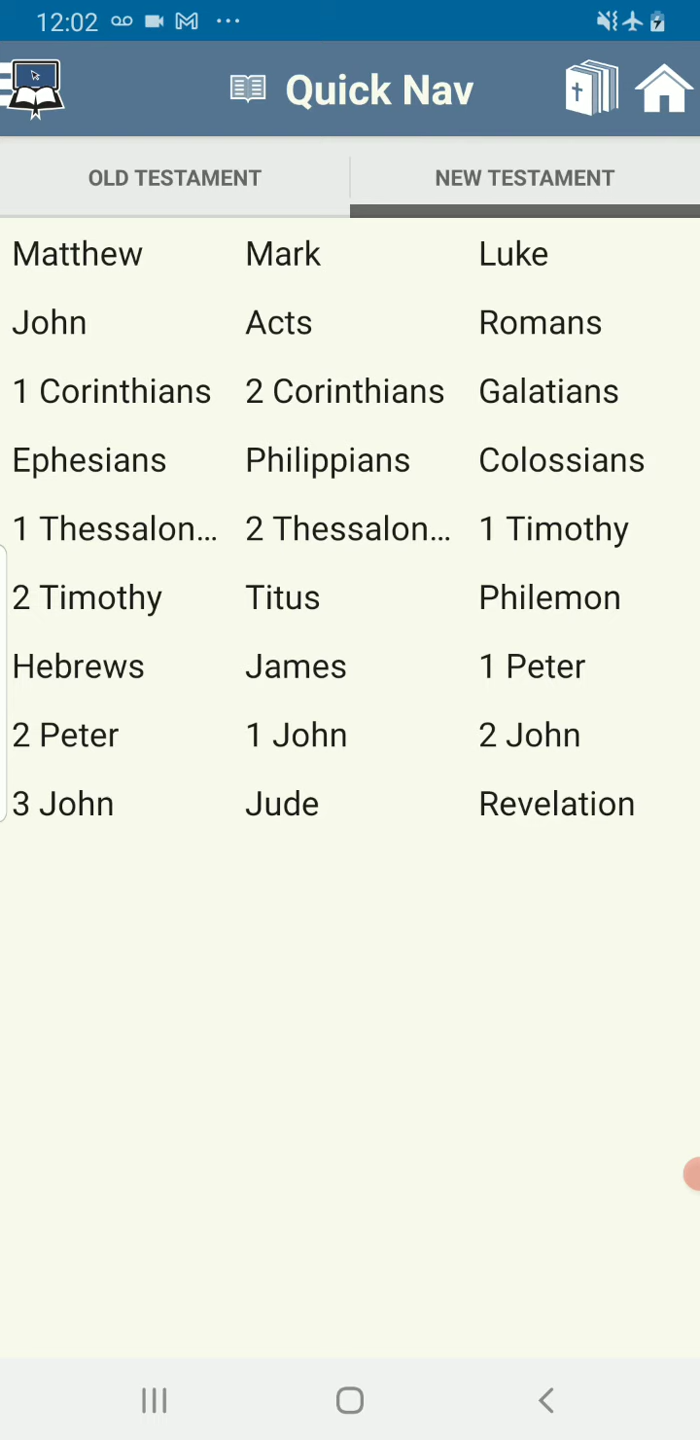 12:02
Quick Nav
OLD TESTAMENT NEW TESTAMENT
Matthew Mark Luke
John Acts Romans
1 Corinthians 2 Corinthians Galatians
Ephesians Philippians Colossians
1 Thessalon... 2 Thessalon... 1 Timothy
2 Timothy Titus Philemon
Hebrews James 1 Peter
2 Peter 1 John 2 John
3 John Jude Revelation